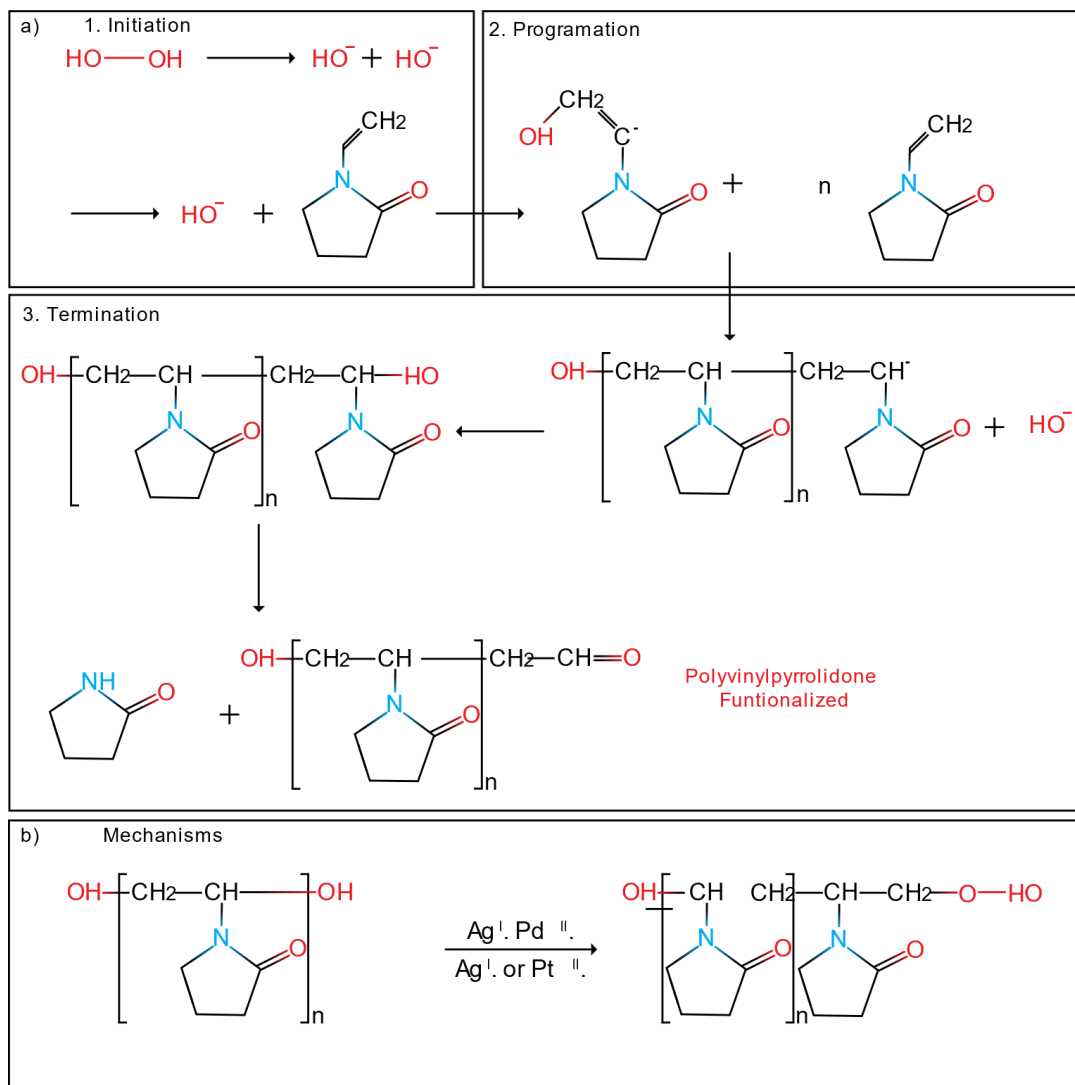 a) 1. Initiation
HO—OH HO⁻ + HO⁻
CH2
HO⁻ + N O
2. Programation
CH2
OH C⁻
N O + n
CH2
N O
3. Termination
OH CH2 CH CH2 CH HO
N O N O
n
OH CH2 CH CH2 CH⁻
N O N O + HO⁻
n
NH O
+
OH CH2 CH CH2 CH=O
N O
n
Polyvinylpyrrolidone
Funtionalized
b) Mechanisms
OH CH2 CH OH
N O
n
Ag I. Pd II.
Ag I. or Pt II.
OH CH CH2 CH CH2 O HO
N O N O
n